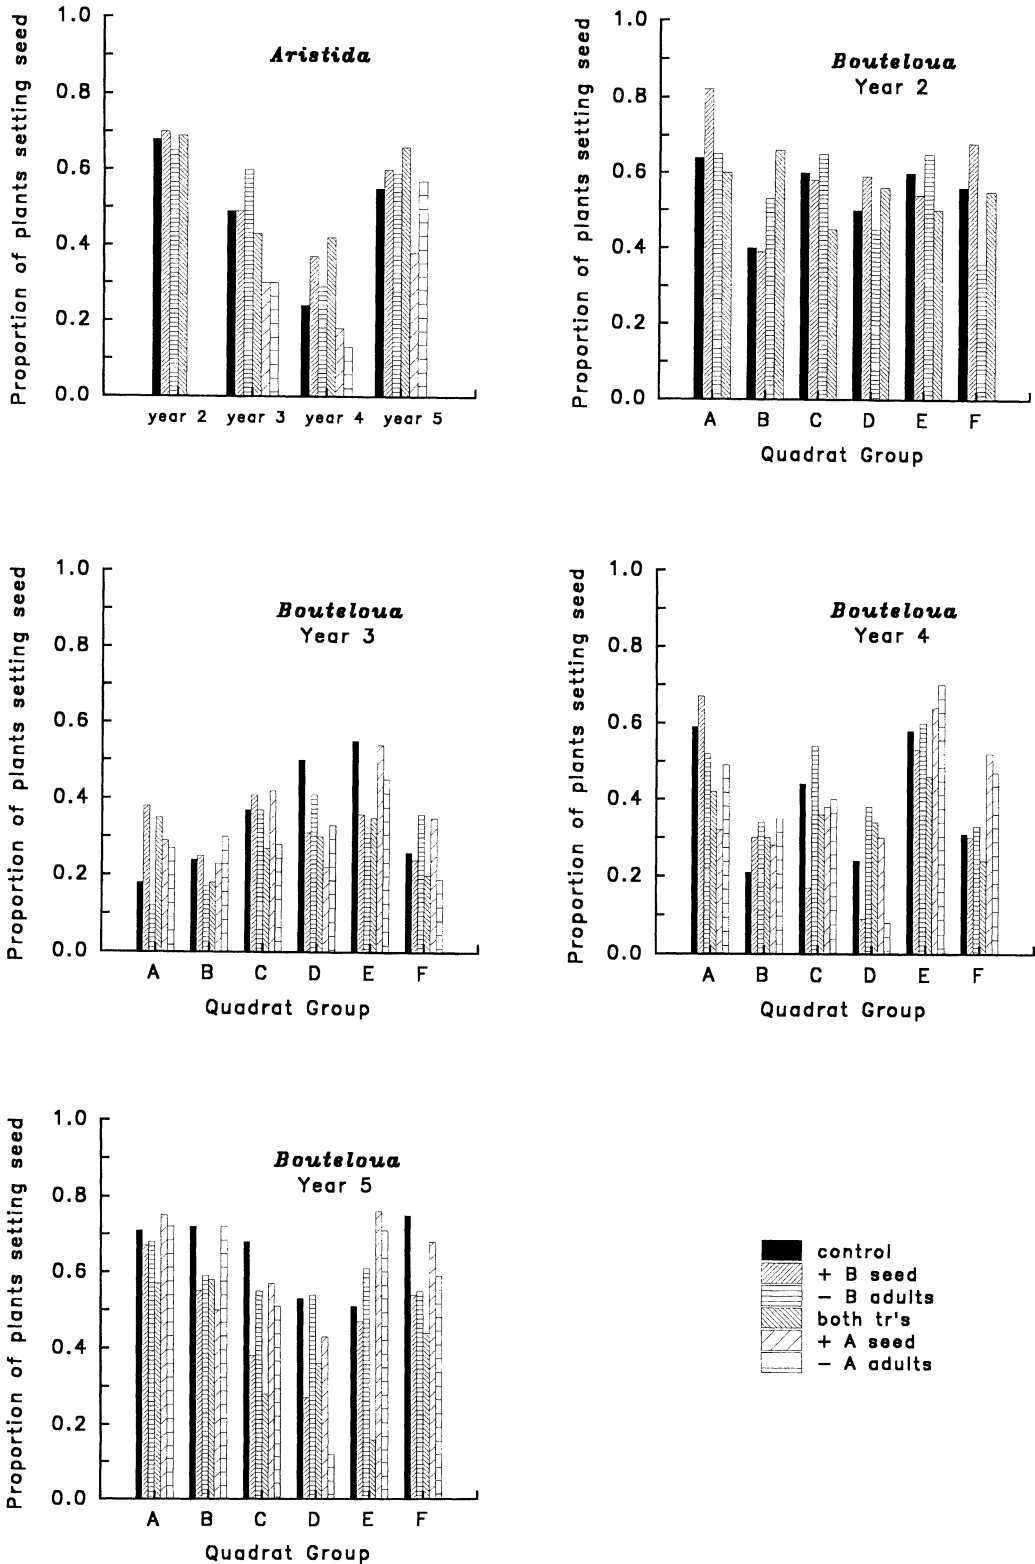 Proportion of plants setting seed
1.0
0.8
0.6
0.4
0.2
0.0
Aristida
year 2 year 3 year 4 year 5
Proportion of plants setting seed
1.0
0.8
0.6
0.4
0.2
0.0
Bouteloua
Year 2
A B C D E F
Quadrat Group
Proportion of plants setting seed
1.0
0.8
0.6
0.4
0.2
0.0
Bouteloua
Year 3
A B C D E F
Quadrat Group
Proportion of plants setting seed
1.0
0.8
0.6
0.4
0.2
0.0
Bouteloua
Year 4
A B C D E F
Quadrat Group
Proportion of plants setting seed
1.0
0.8
0.6
0.4
0.2
0.0
Bouteloua
Year 5
A B C D E F
Quadrat Group
control
+ B seed
− B adults
both tr's
+ A seed
− A adults